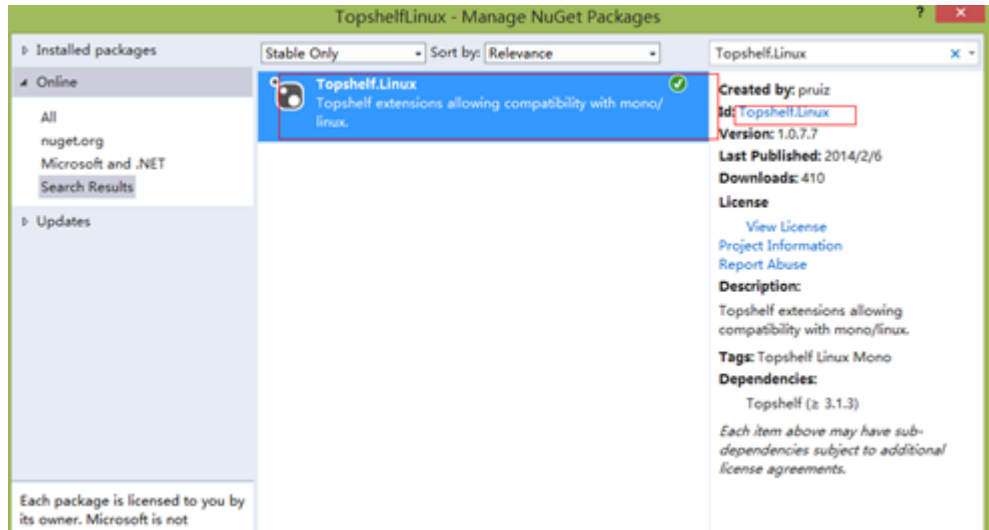 TopshelfLinux - Manage NuGet Packages
?
Installed packages
Online
All
nuget.org
Microsoft and .NET
Search Results
Updates
Each package is licensed to you by
its owner. Microsoft is not
Stable Only
Sort by: Relevance
Topshelf.Linux
Topshelf extensions allowing compatibility with mono/
linux.
Topshelf.Linux
Created by: pruiz
Id: Topshelf.Linux
Version: 1.0.7.7
Last Published: 2014/2/6
Downloads: 410
License
View License
Project Information
Report Abuse
Description:
Topshelf extensions allowing
compatibility with mono/linux.
Tags: Topshelf Linux Mono
Dependencies:
Topshelf (≥ 3.1.3)
Each item above may have sub-
dependencies subject to additional
license agreements.